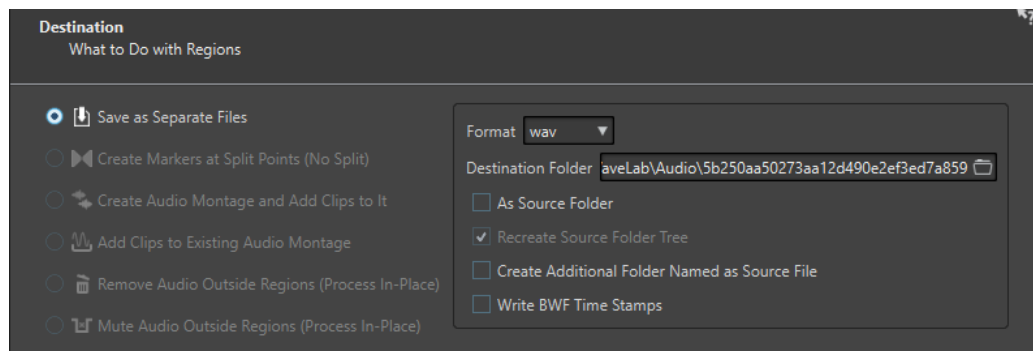 Destination
What to Do with Regions
Save as Separate Files
Create Markers at Split Points (No Split)
Create Audio Montage and Add Clips to It
Add Clips to Existing Audio Montage
Remove Audio Outside Regions (Process In-Place)
Mute Audio Outside Regions (Process In-Place)
Format wav
Destination Folder aveLab\Audio\5b250aa50273aa12d490e2ef3ed7a859
As Source Folder
Recreate Source Folder Tree
Create Additional Folder Named as Source File
Write BWF Time Stamps